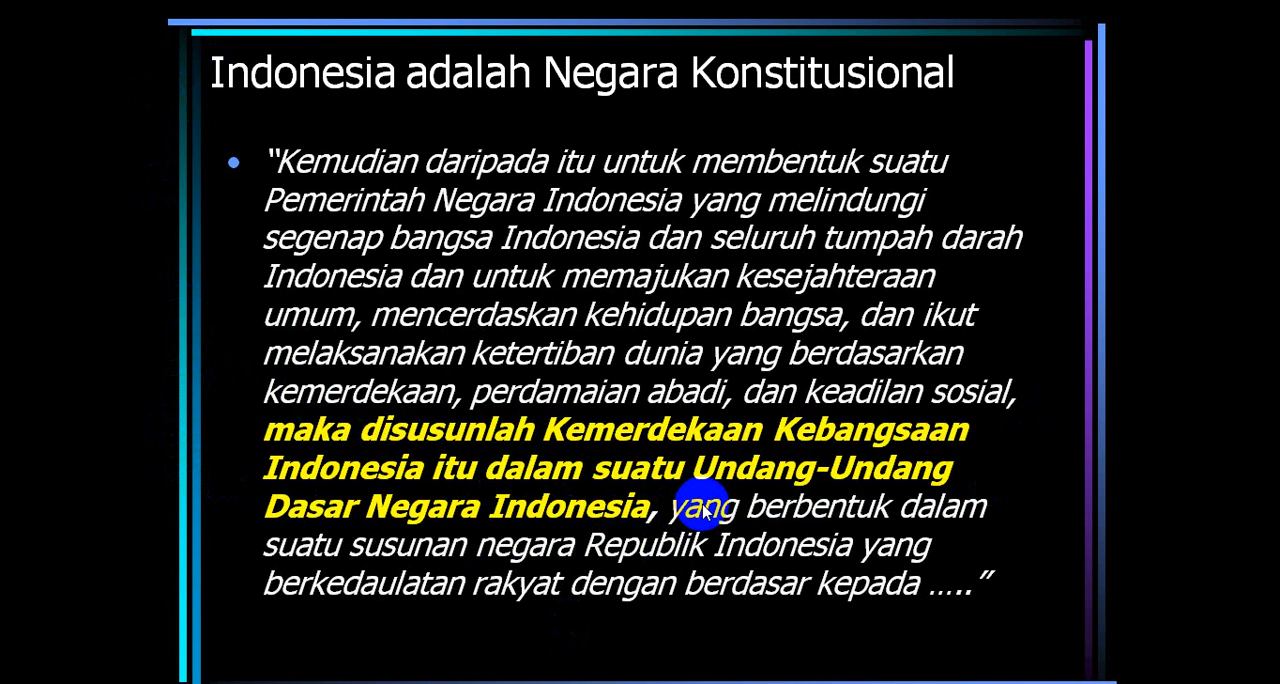 Indonesia adalah Negara Konstitusional
• “Kemudian daripada itu untuk membentuk suatu
Pemerintah Negara Indonesia yang melindungi
segenap bangsa Indonesia dan seluruh tumpah darah
Indonesia dan untuk memajukan kesejahteraan
umum, mencerdaskan kehidupan bangsa, dan ikut
melaksanakan ketertiban dunia yang berdasarkan
kemerdekaan, perdamaian abadi, dan keadilan sosial,
maka disusunlah Kemerdekaan Kebangsaan
Indonesia itu dalam suatu Undang-Undang
Dasar Negara Indonesia, yang berbentuk dalam
suatu susunan negara Republik Indonesia yang
berkedaulatan rakyat dengan berdasar kepada …..”